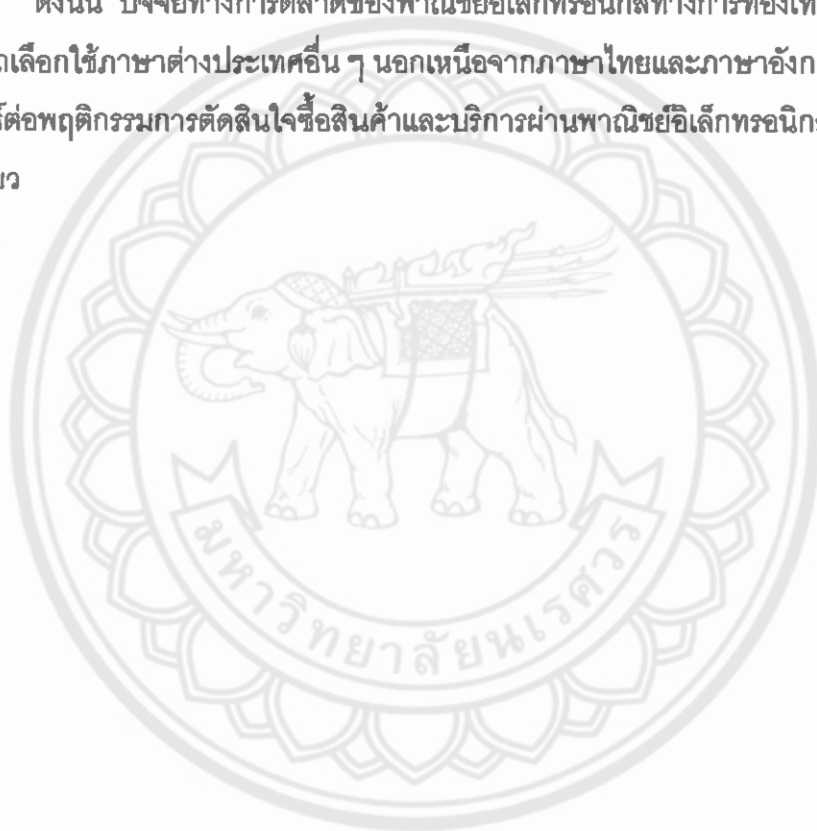 ดังนั้น ปัจจัยทางการตลาดของพาณิชย์อิเล็กทรอนิกส์ทางการท่องเที
เลือกใช้ภาษาต่างประเทศอื่น ๆ นอกเหนือจากภาษาไทยและภาษาอังก
ต่อพฤติกรรมการตัดสินใจซื้อสินค้าและบริการผ่านพาณิชย์อิเล็กทรอนิก
ยว
มหาวิทยาลัยนเรศวร